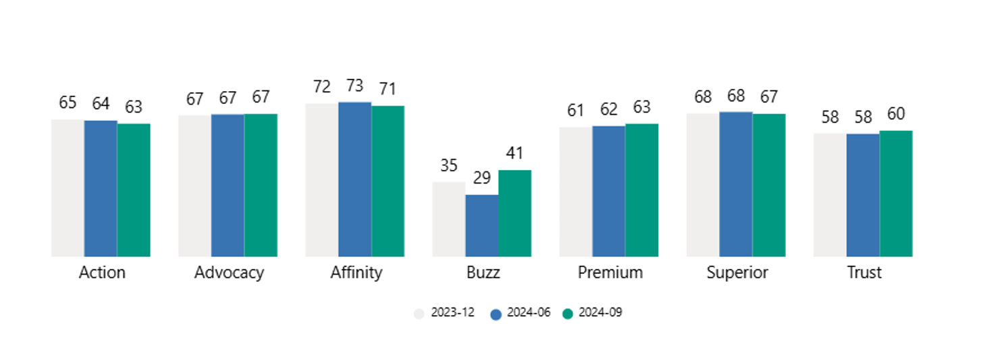 65 64 63 67 67 67 72 73 71 35 29 41 61 62 63 68 68 67 58 58 60
Action Advocacy Affinity Buzz Premium Superior Trust
2023-12 2024-06 2024-09